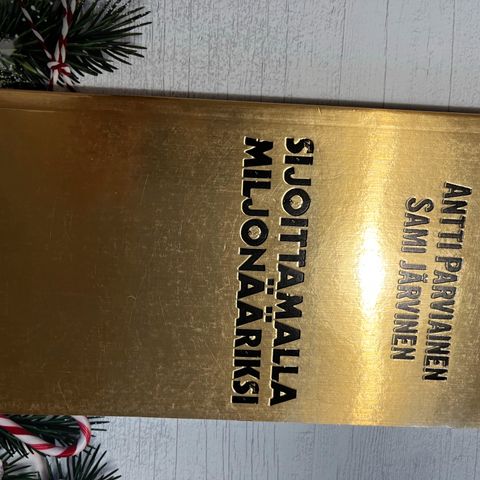 ANTTI PARVIAINEN
SAMI JÄRVINEN
SIJOITTAMALLA
MILJONÄÄRIKSI